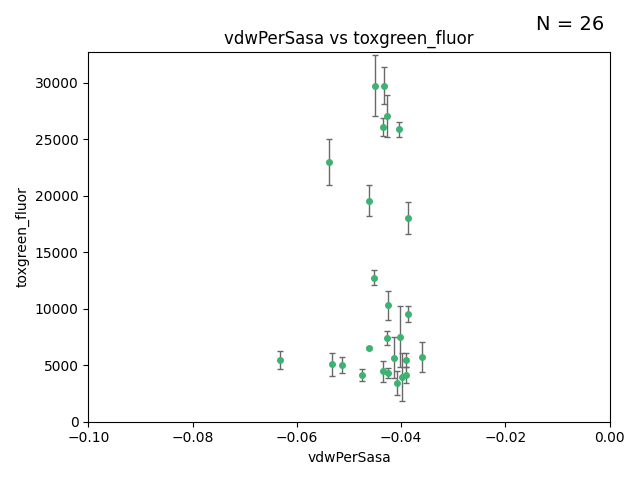 N = 26
vdwPerSasa vs toxgreen_fluor
30000
25000
20000
15000
10000
5000
0
toxgreen_fluor
−0.10 −0.08 −0.06 −0.04 −0.02 0.00
vdwPerSasa